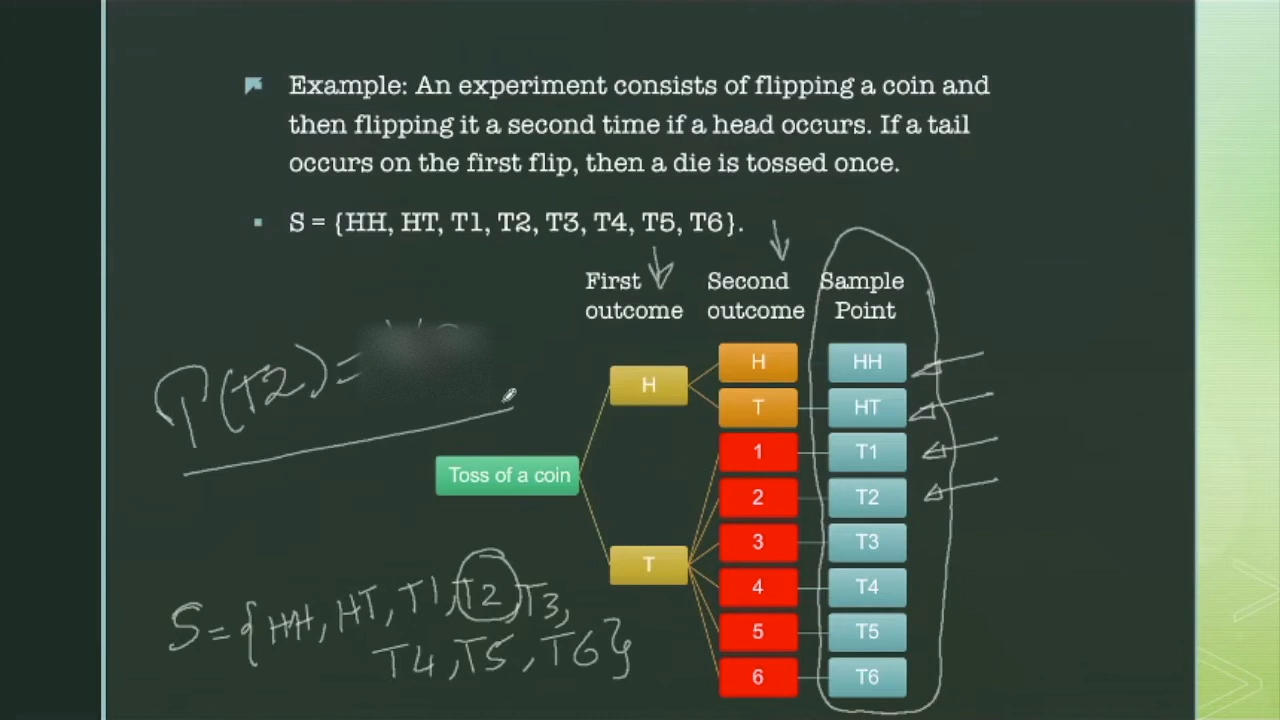 Example: An experiment consists of flipping a coin and
then flipping it a second time if a head occurs. If a tail
occurs on the first flip, then a die is tossed once.
S = {HH, HT, T1, T2, T3, T4, T5, T6}.
First outcome
Second outcome
Sample Point
P(T2)=
Toss of a coin
H
T
H
T
1
2
3
4
5
6
HH
HT
T1
T2
T3
T4
T5
T6
S={HH, HT, T1, T2, T3,
T4, T5, T6}